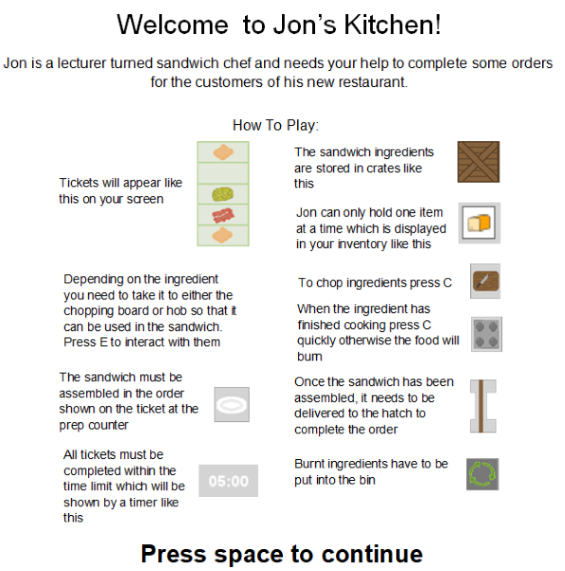 Welcome to Jon's Kitchen!
Jon is a lecturer turned sandwich chef and needs your help to complete some orders
for the customers of his new restaurant.
How To Play:
Tickets will appear like
this on your screen
The sandwich ingredients
are stored in crates like
this
Jon can only hold one item
at a time which is displayed
in your inventory like this
Depending on the ingredient
you need to take it to either the
chopping board or hob so that it
can be used in the sandwich.
Press E to interact with them
To chop ingredients press C
When the ingredient has
finished cooking press C
quickly otherwise the food will
burn
The sandwich must be
assembled in the order
shown on the ticket at the
prep counter
Once the sandwich has been
assembled, it needs to be
delivered to the hatch to
complete the order
All tickets must be
completed within the
time limit which will be
shown by a timer like
this
05:00
Burnt ingredients have to be
put into the bin
Press space to continue